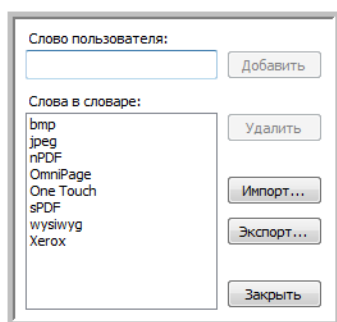 Слово пользователя:
Добавить
Слова в словаре:
Удалить
bmp
jpeg
nPDF
OmniPage
One Touch
sPDF
wysiwyg
Xerox
Импорт...
Экспорт...
Закрыть